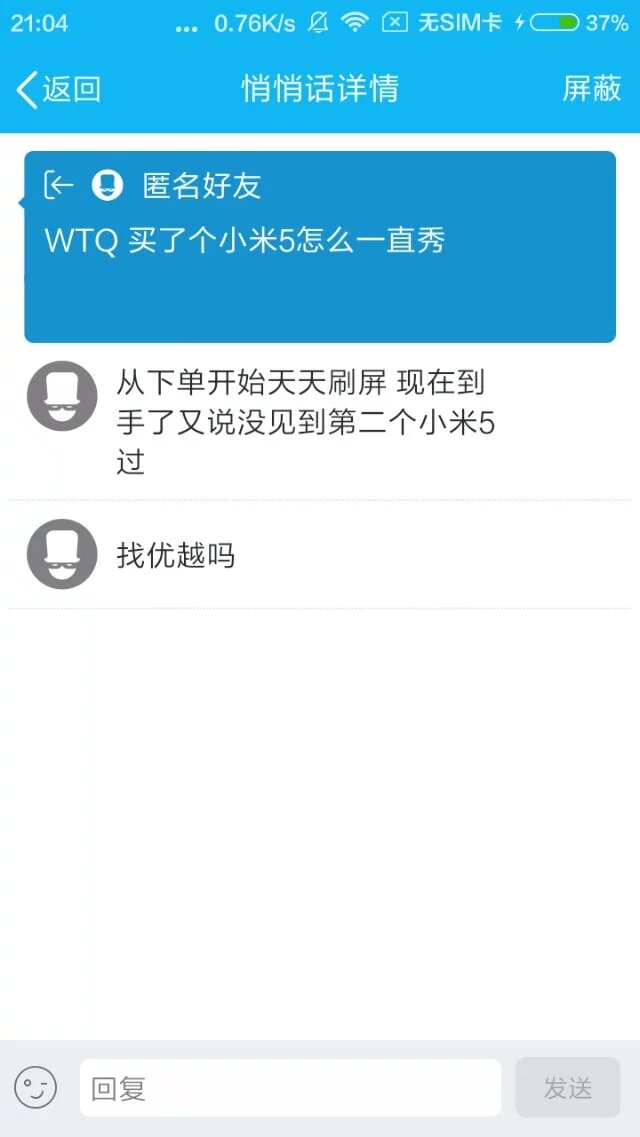 21:04 ... 0.76K/s 无SIM卡 37%
返回 悄悄话详情 屏蔽
匿名好友
WTQ 买了个小米5怎么一直秀
从下单开始天天刷屏 现在到
手了又说没见到第二个小米5
过
找优越吗
回复 发送